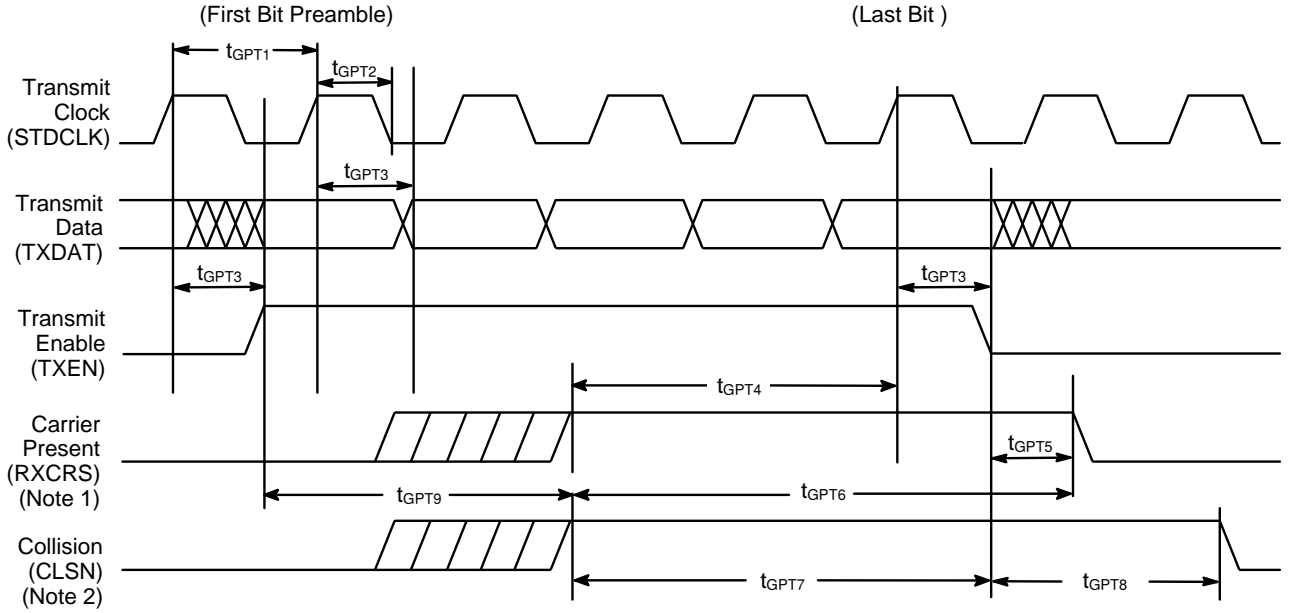 (First Bit Preamble)
(Last Bit )
tGPT1
tGPT2
Transmit
Clock
(STDCLK)
tGPT3
Transmit
Data
(TXDAT)
tGPT3
tGPT3
Transmit
Enable
(TXEN)
tGPT4
Carrier
Present
(RXCRS)
(Note 1)
tGPT5
tGPT9
tGPT6
Collision
(CLSN)
(Note 2)
tGPT7
tGPT8